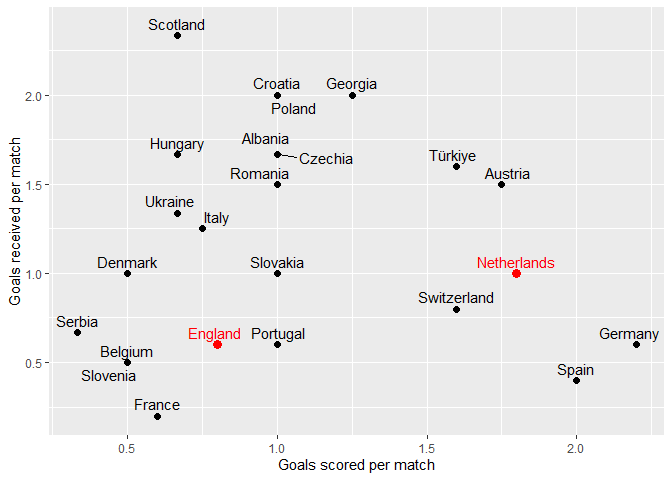 Scotland
Croatia
Georgia
2.0
Poland
Albania
Hungary
Türkiye
Czechia
Romania
Austria
1.5
Ukraine
Italy
Denmark
Slovakia
Netherlands
1.0
Switzerland
Serbia
England
Portugal
Germany
Belgium
0.5
Spain
Slovenia
France
0.5
1.0
1.5
2.0
Goals scored per match
Goals received per match